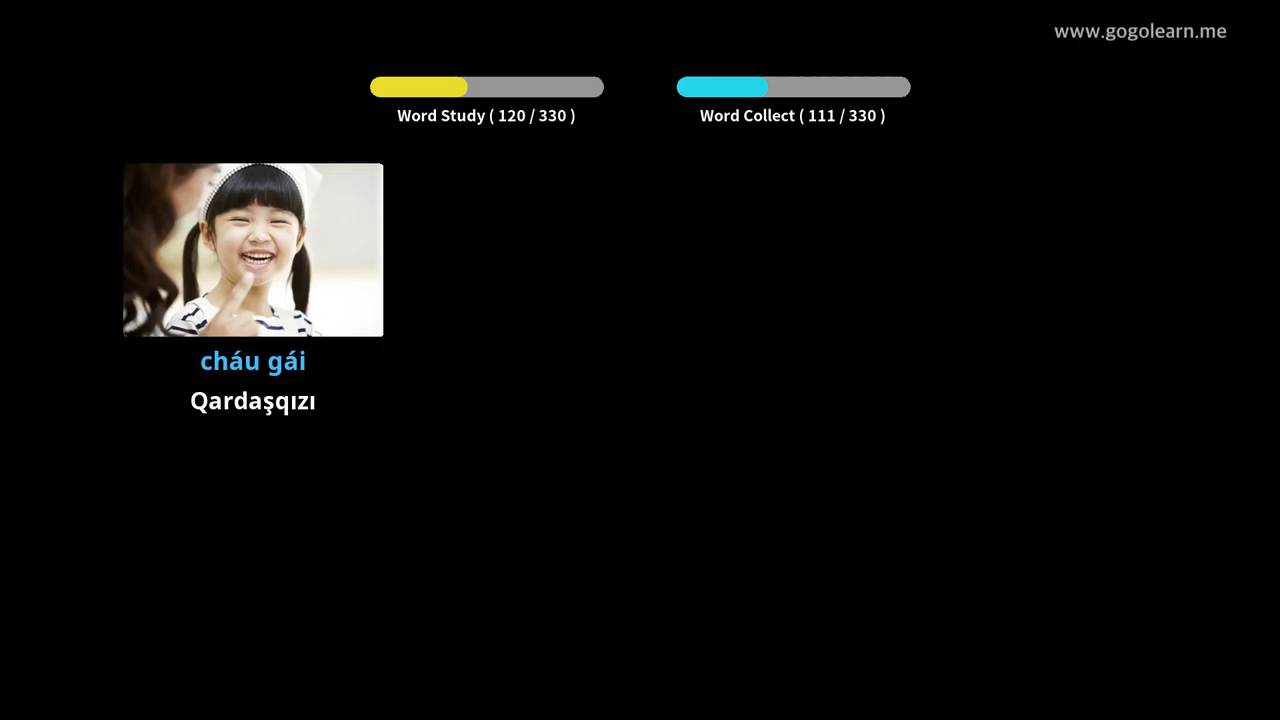 www.gogolearn.me
Word Study ( 120 / 330 )
Word Collect ( 111 / 330 )
cháu gái
Qardaşqızı